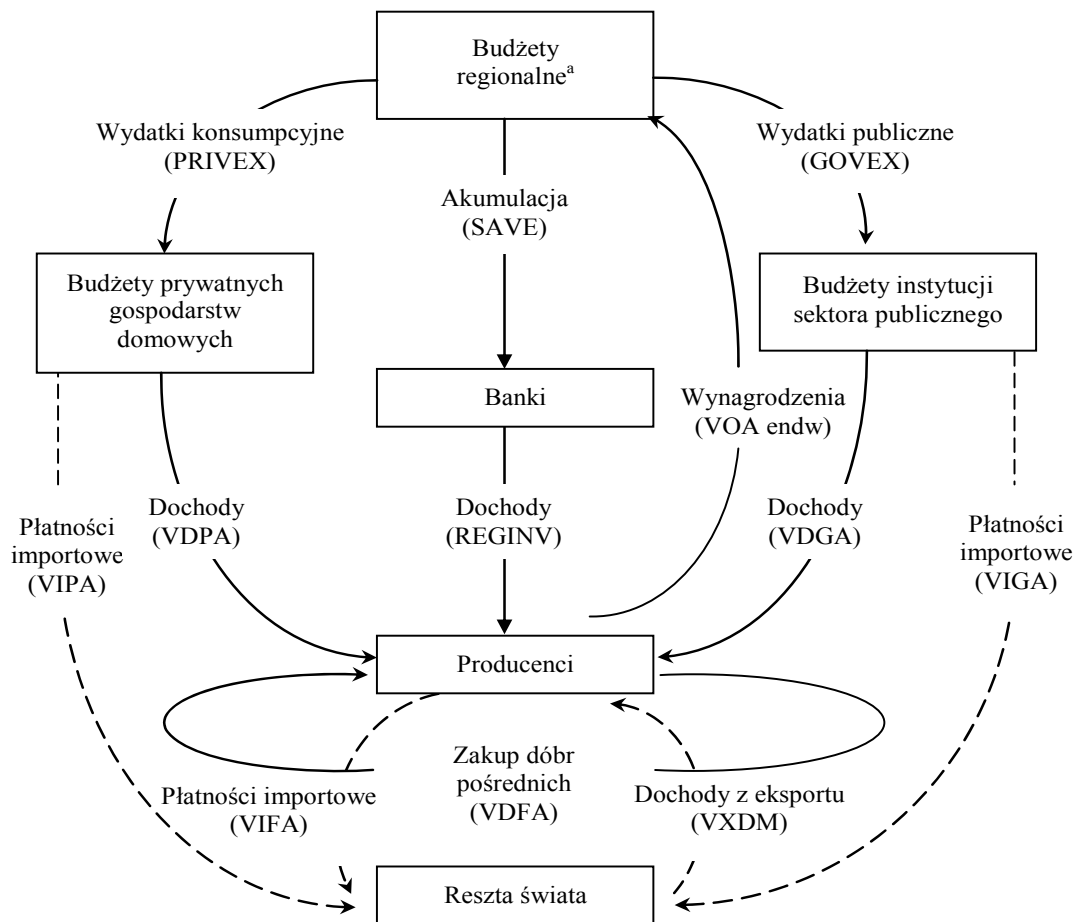 Budżety
regionalneᵃ
Wydatki konsumpcyjne
(PRIVEX)
Wydatki publiczne
(GOVEX)
Akumulacja
(SAVE)
Budżety prywatnych
gospodarstw
domowych
Budżety instytucji
sektora publicznego
Banki
Wynagrodzenia
(VOA endw)
Płatności
importowe
(VIPA)
Dochody
(VDPA)
Dochody
(REGINV)
Dochody
(VDGA)
Płatności
importowe
(VIGA)
Producenci
Zakup dóbr
pośrednich
(VDFA)
Płatności importowe
(VIFA)
Dochody z eksportu
(VXDM)
Reszta świata